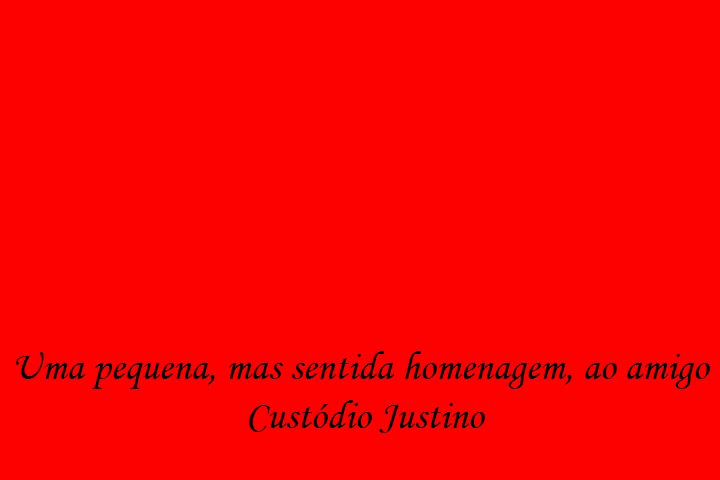 Uma pequena, mas sentida homenagem, ao amigo
Custódio Justino